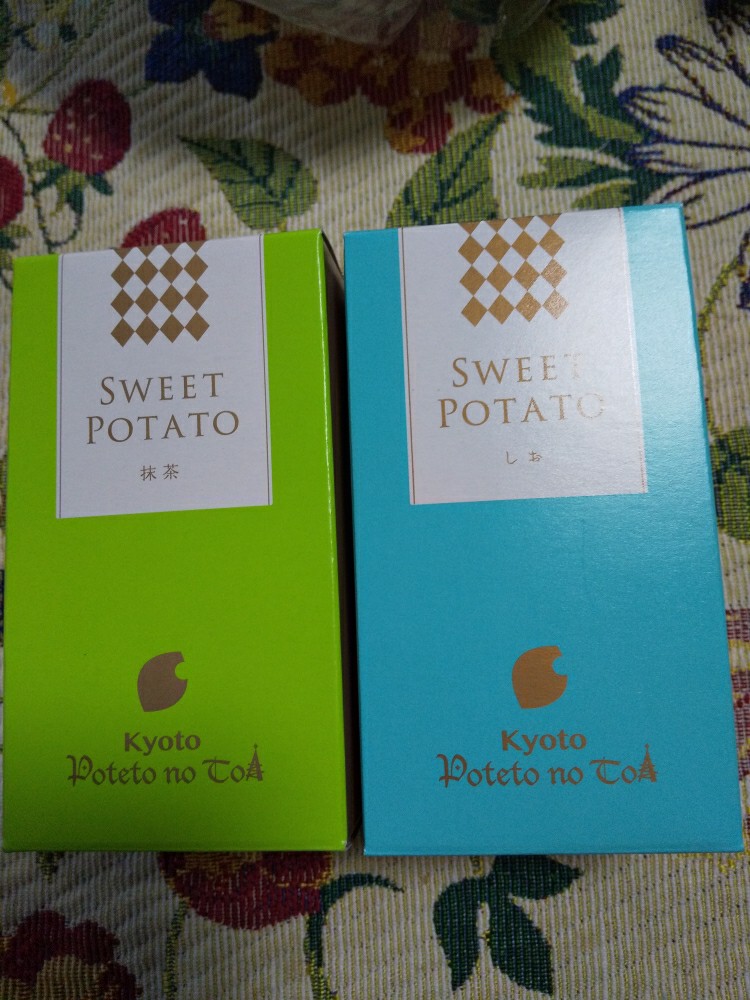 SWEET
POTATO
抹茶
Kyoto
Poteto no Toa
SWEET
POTATO
しお
Kyoto
Poteto no Toa